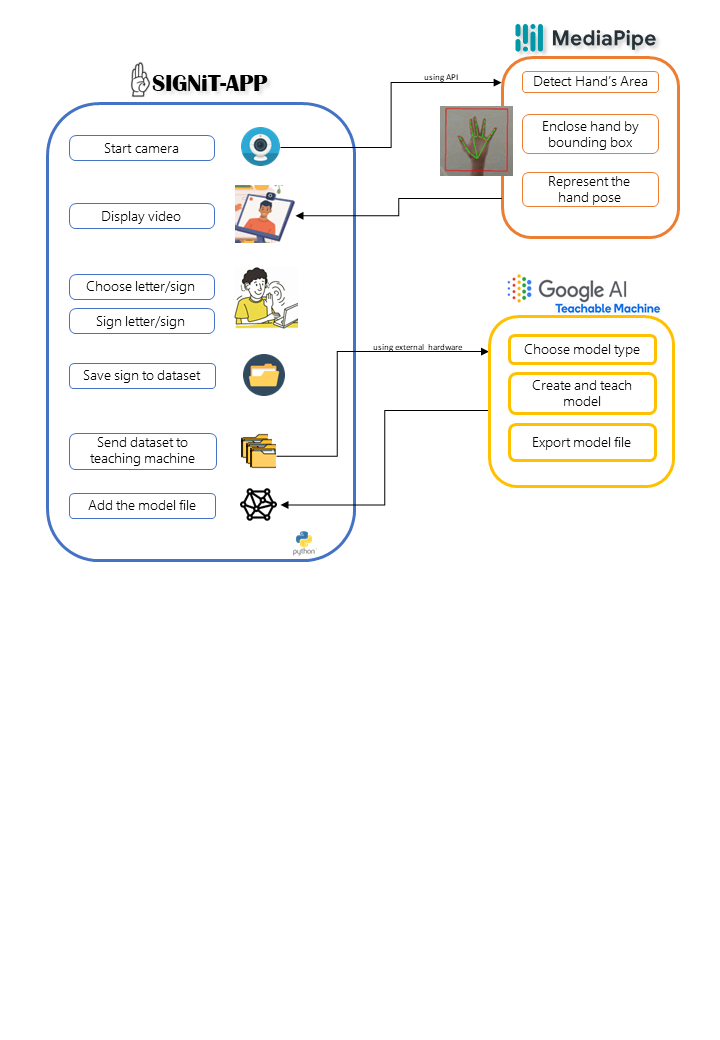 MediaPipe
SIGNiT-APP
using API
Detect Hand's Area
Enclose hand by
bounding box
Represent the
hand pose
Start camera
Display video
Choose letter/sign
Sign letter/sign
Save sign to dataset
Send dataset to
teaching machine
Add the model file
python
Google AI
Teachable Machine
using external hardware
Choose model type
Create and teach
model
Export model file